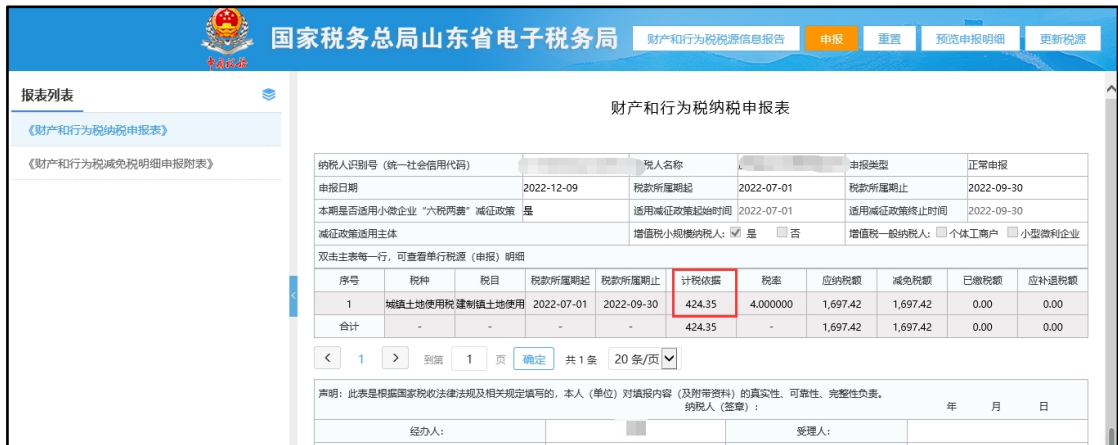 国家税务总局山东省电子税务局
财产和行为税税源信息报告 申报 重置 预览申报明细 更新税源
中国税务
报表列表
《财产和行为税纳税申报表》
《财产和行为税减免税明细申报附表》
财产和行为税纳税申报表
纳税人识别号（统一社会信用代码） 税人名称 申报类型 正常申报
申报日期 2022-12-09 税款所属期起 2022-07-01 税款所属期止 2022-09-30
本期是否适用小微企业“六税两费”减征政策 是 适用减征政策起始时间 2022-07-01 适用减征政策终止时间 2022-09-30
减征政策适用主体 增值税小规模纳税人: 是 否 增值税一般纳税人: 个体工商户 小型微利企业
双击主表每一行，可查看单行税源（申报）明细
序号 税种 税目 税款所属期起 税款所属期止 计税依据 税率 应纳税额 减免税额 已缴税额 应补退税额
1 城镇土地使用税 建制镇土地使用 2022-07-01 2022-09-30 424.35 4.000000 1,697.42 1,697.42 0.00 0.00
合计 - - - - 424.35 - 1,697.42 1,697.42 0.00 0.00
< 1 > 到第 1 页 确定 共 1 条 20 条/页
声明：此表是根据国家税收法律法规及相关规定填写的，本人（单位）对填报内容（及附带资料）的真实性、可靠性、完整性负责。
纳税人（签章）: 年 月 日
经办人: 受理人: